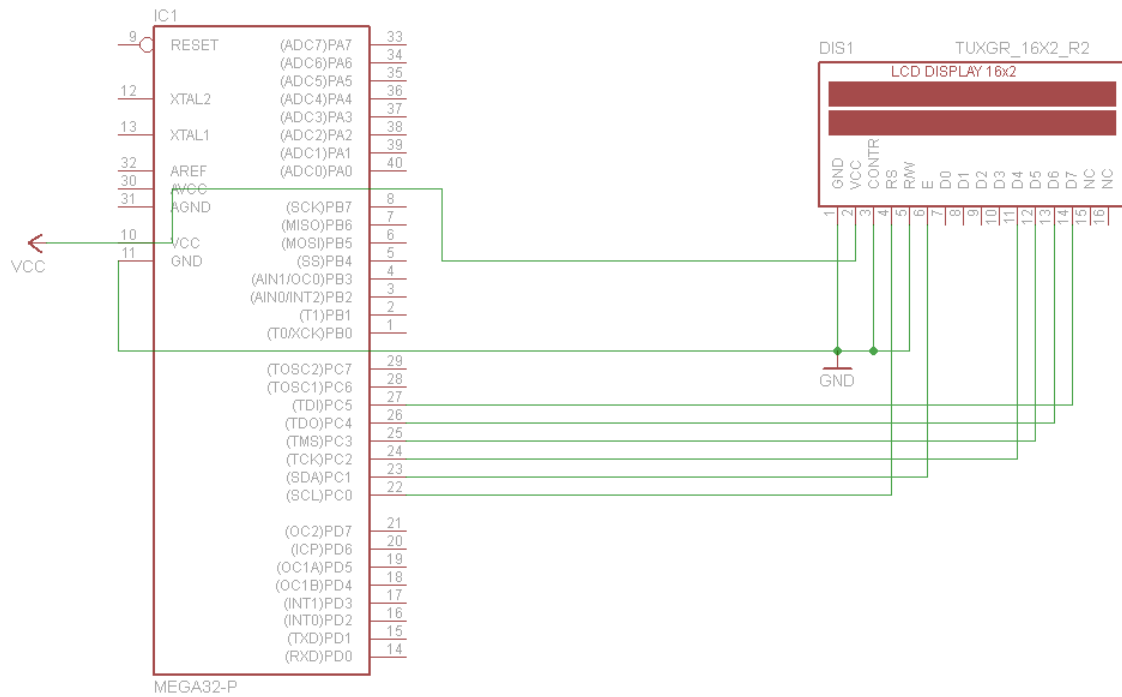 IC1
9 RESET (ADC7)PA7 33
(ADC6)PA6 34
(ADC5)PA5 35
12 XTAL2 (ADC4)PA4 36
(ADC3)PA3 37
13 XTAL1 (ADC2)PA2 38
(ADC1)PA1 39
32 AREF (ADC0)PA0 40
30 AVCC
31 AGND (SCK)PB7 8
(MISO)PB6 7
10 VCC (MOSI)PB5 6
11 GND (SS)PB4 5
(AIN1/OC0)PB3 4
(AIN0/INT2)PB2 3
(T1)PB1 2
(T0/XCK)PB0 1
(TOSC2)PC7 29
(TOSC1)PC6 28
(TDI)PC5 27
(TDO)PC4 26
(TMS)PC3 25
(TCK)PC2 24
(SDA)PC1 23
(SCL)PC0 22
(OC2)PD7 21
(ICP)PD6 20
(OC1A)PD5 19
(OC1B)PD4 18
(INT1)PD3 17
(INT0)PD2 16
(TXD)PD1 15
(RXD)PD0 14
MEGA32-P
VCC
DIS1 TUXGR_16X2_R2
LCD DISPLAY 16x2
GND VCC CONTR RS R/W E D0 D1 D2 D3 D4 D5 D6 D7 NC NC
1 2 3 4 5 6 7 8 9 10 11 12 13 14 15 16
GND